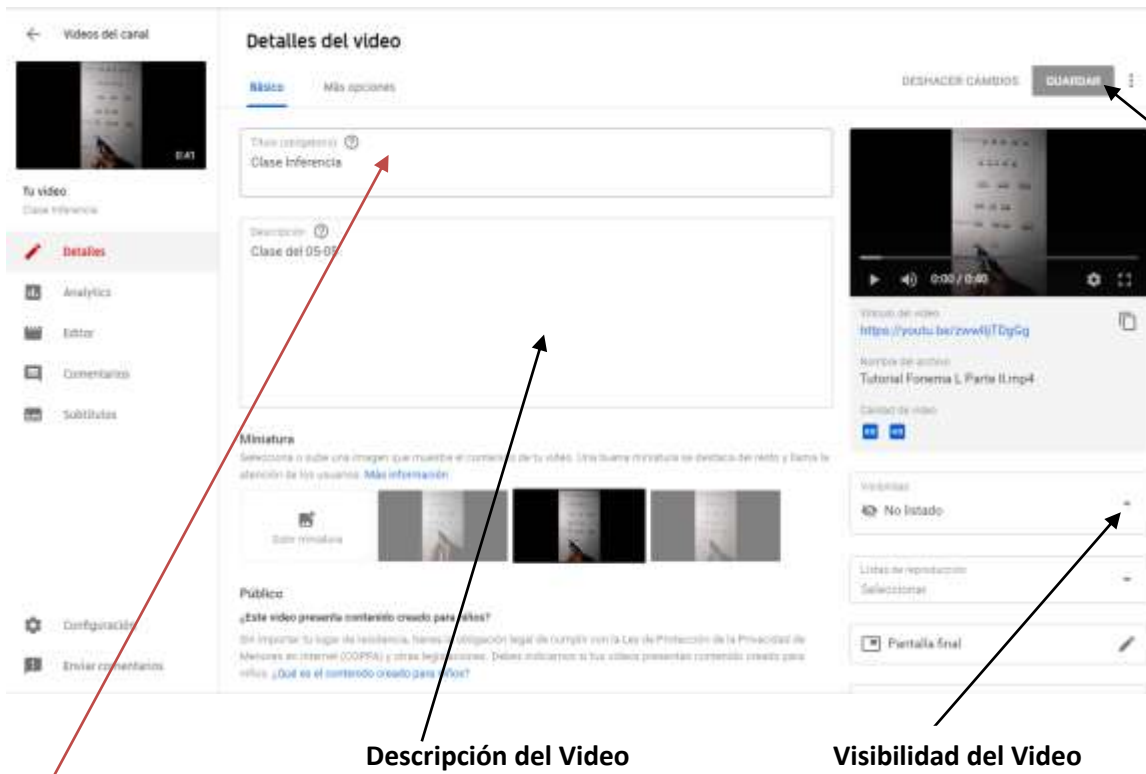 Videos del canal
Detalles del video
Básico Más opciones
DESHACER CAMBIOS GUARDAR
0:41
Tu video
Clase Inferencia
Detalles
Analytics
Editor
Comentarios
Subtítulos
Configuración
Enviar comentarios
Título (obligatorio)
Clase Inferencia
Descripción
Clase del 05-05
Miniatura
Selecciona o sube una imagen que muestre el contenido de tu video. Una buena miniatura se destaca del resto y llama la
atención de los usuarios. Más información
Subir miniatura
Público
¿Este video presenta contenido creado para niños?
Sin importar tu lugar de residencia, tienes la obligación legal de cumplir con la Ley de Protección de la Privacidad de
Menores en Internet (COPPA) y otras legislaciones. Debes indicarnos si tus videos presentan contenido creado para
niños. ¿Qué es el contenido creado para niños?
0:00 / 0:40
Vínculo del video
Nombre del archivo
Tutorial Fonema L Parte II.mp4
Calidad de video
Visibilidad
No listado
Listas de reproducción
Seleccionar
Pantalla final
Descripción del Video
Visibilidad del Video